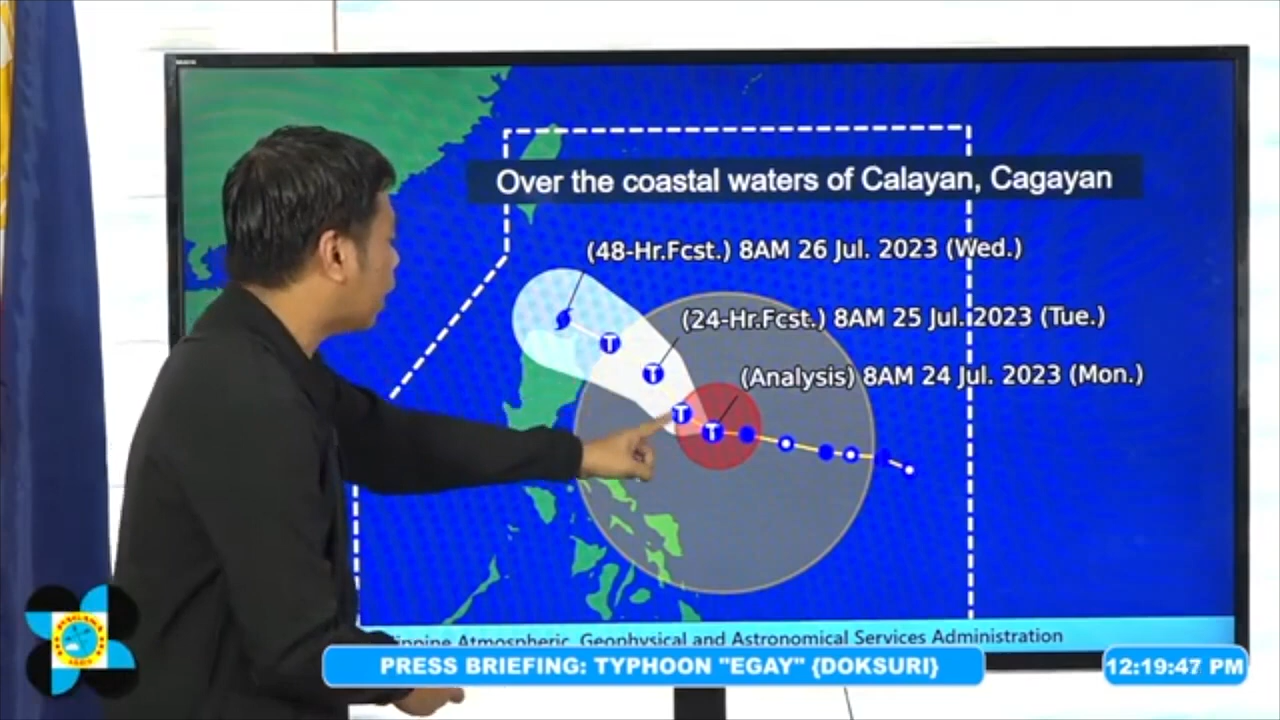 Over the coastal waters of Calayan, Cagayan
(48-Hr.Fcst.) 8AM 26 Jul. 2023 (Wed.)
(24-Hr.Fcst.) 8AM 25 Jul. 2023 (Tue.)
(Analysis) 8AM 24 Jul. 2023 (Mon.)
T
T
T
T
Atmospheric, Geophysical and Astronomical Services Administration
PRESS BRIEFING: TYPHOON "EGAY" {DOKSURI}
12:19:47 PM